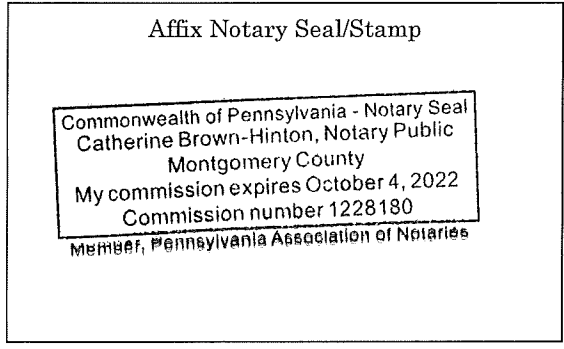 Affix Notary Seal/Stamp
Commonwealth of Pennsylvania - Notary Seal
Catherine Brown-Hinton, Notary Public
Montgomery County
My commission expires October 4, 2022
Commission number 1228180
Member, Pennsylvania Association of Notaries